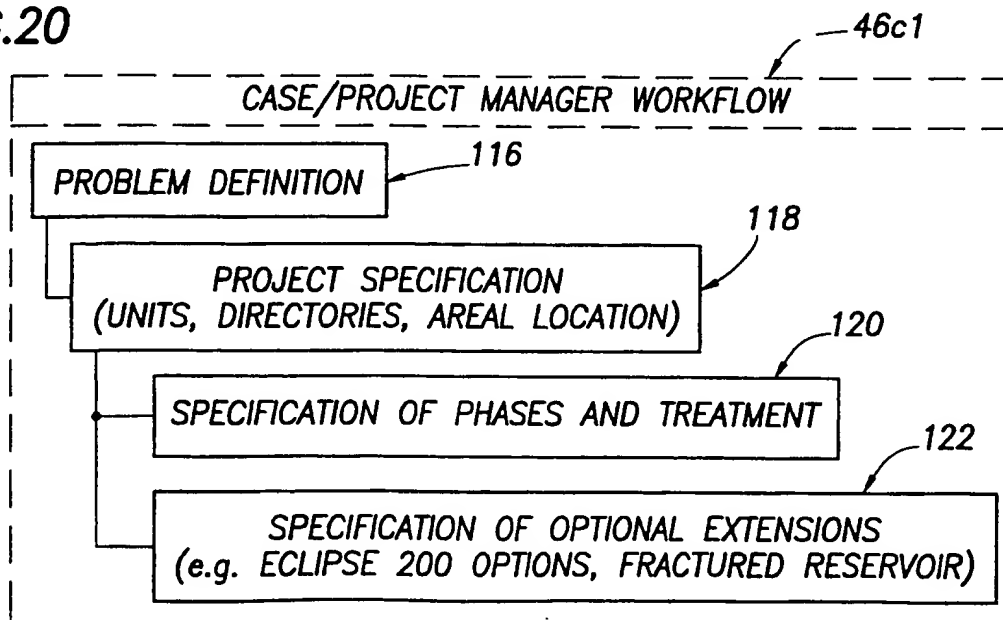 .20
46c1
CASE/PROJECT MANAGER WORKFLOW
PROBLEM DEFINITION
116
118
PROJECT SPECIFICATION
(UNITS, DIRECTORIES, AREAL LOCATION)
120
SPECIFICATION OF PHASES AND TREATMENT
122
SPECIFICATION OF OPTIONAL EXTENSIONS
(e.g. ECLIPSE 200 OPTIONS, FRACTURED RESERVOIR)